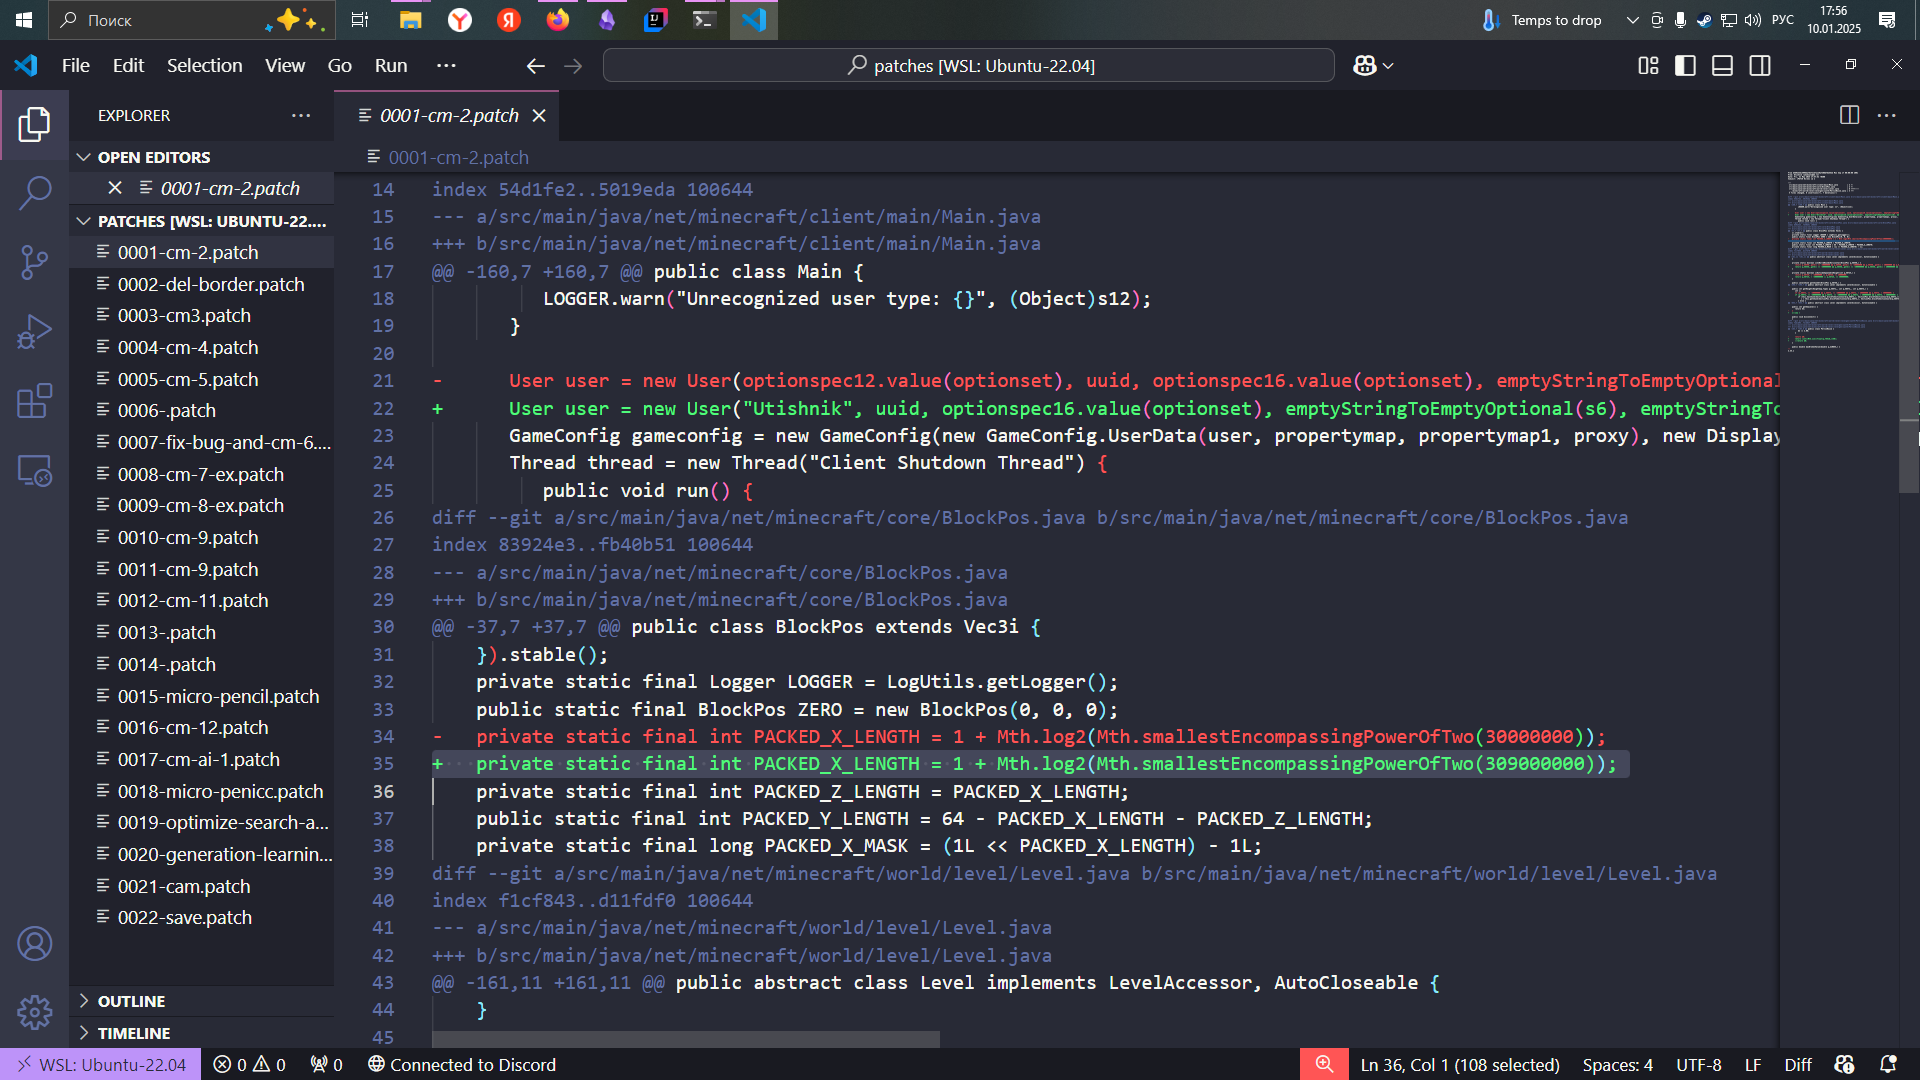 Поиск
Temps to drop
РУС
17:56
10.01.2025
File Edit Selection View Go Run ···
patches [WSL: Ubuntu-22.04]
EXPLORER
OPEN EDITORS
0001-cm-2.patch
PATCHES [WSL: UBUNTU-22....
0001-cm-2.patch
0002-del-border.patch
0003-cm3.patch
0004-cm-4.patch
0005-cm-5.patch
0006-.patch
0007-fix-bug-and-cm-6....
0008-cm-7-ex.patch
0009-cm-8-ex.patch
0010-cm-9.patch
0011-cm-9.patch
0012-cm-11.patch
0013-.patch
0014-.patch
0015-micro-pencil.patch
0016-cm-12.patch
0017-cm-ai-1.patch
0018-micro-penicc.patch
0019-optimize-search-a...
0020-generation-learnin...
0021-cam.patch
0022-save.patch
OUTLINE
TIMELINE
0001-cm-2.patch
0001-cm-2.patch
14 index 54d1fe2..5019eda 100644
15 --- a/src/main/java/net/minecraft/client/main/Main.java
16 +++ b/src/main/java/net/minecraft/client/main/Main.java
17 @@ -160,7 +160,7 @@ public class Main {
18 LOGGER.warn("Unrecognized user type: {}", (Object)s12);
19 }
20
21 - User user = new User(optionspec12.value(optionset), uuid, optionspec16.value(optionset), emptyStringToEmptyOptional
22 + User user = new User("Utishnik", uuid, optionspec16.value(optionset), emptyStringToEmptyOptional(s6), emptyStringTo
23 GameConfig gameconfig = new GameConfig(new GameConfig.UserData(user, propertymap, propertymap1, proxy), new Display
24 Thread thread = new Thread("Client Shutdown Thread") {
25 public void run() {
26 diff --git a/src/main/java/net/minecraft/core/BlockPos.java b/src/main/java/net/minecraft/core/BlockPos.java
27 index 83924e3..fb40b51 100644
28 --- a/src/main/java/net/minecraft/core/BlockPos.java
29 +++ b/src/main/java/net/minecraft/core/BlockPos.java
30 @@ -37,7 +37,7 @@ public class BlockPos extends Vec3i {
31 }).stable();
32 private static final Logger LOGGER = LogUtils.getLogger();
33 public static final BlockPos ZERO = new BlockPos(0, 0, 0);
34 - private static final int PACKED_X_LENGTH = 1 + Mth.log2(Mth.smallestEncompassingPowerOfTwo(30000000));
35 + private static final int PACKED_X_LENGTH = 1 + Mth.log2(Mth.smallestEncompassingPowerOfTwo(309000000));
36 private static final int PACKED_Z_LENGTH = PACKED_X_LENGTH;
37 public static final int PACKED_Y_LENGTH = 64 - PACKED_X_LENGTH - PACKED_Z_LENGTH;
38 private static final long PACKED_X_MASK = (1L << PACKED_X_LENGTH) - 1L;
39 diff --git a/src/main/java/net/minecraft/world/level/Level.java b/src/main/java/net/minecraft/world/level/Level.java
40 index f1cf843..d11fdf0 100644
41 --- a/src/main/java/net/minecraft/world/level/Level.java
42 +++ b/src/main/java/net/minecraft/world/level/Level.java
43 @@ -161,11 +161,11 @@ public abstract class Level implements LevelAccessor, AutoCloseable {
44 }
45
WSL: Ubuntu-22.04 0 0 0 Connected to Discord Ln 36, Col 1 (108 selected) Spaces: 4 UTF-8 LF Diff